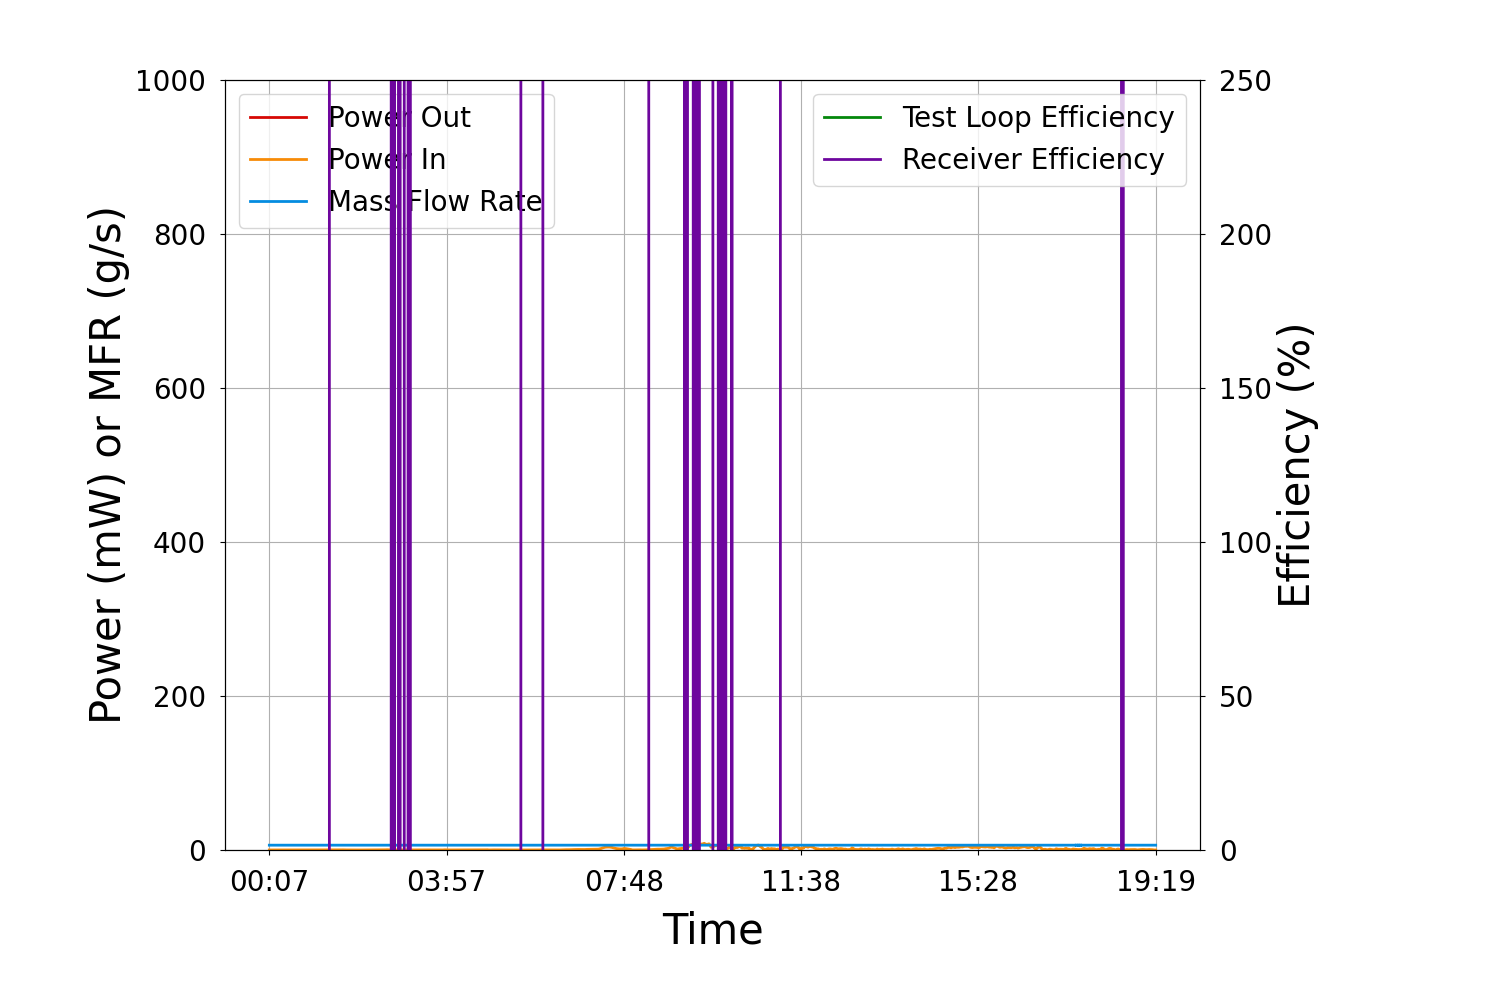 1000
800
600
400
200
0
Power (mW) or MFR (g/s)
Power Out
Power In
Mass Flow Rate
Test Loop Efficiency
Receiver Efficiency
250
200
150
100
50
0
Efficiency (%)
00:07 03:57 07:48 11:38 15:28 19:19
Time